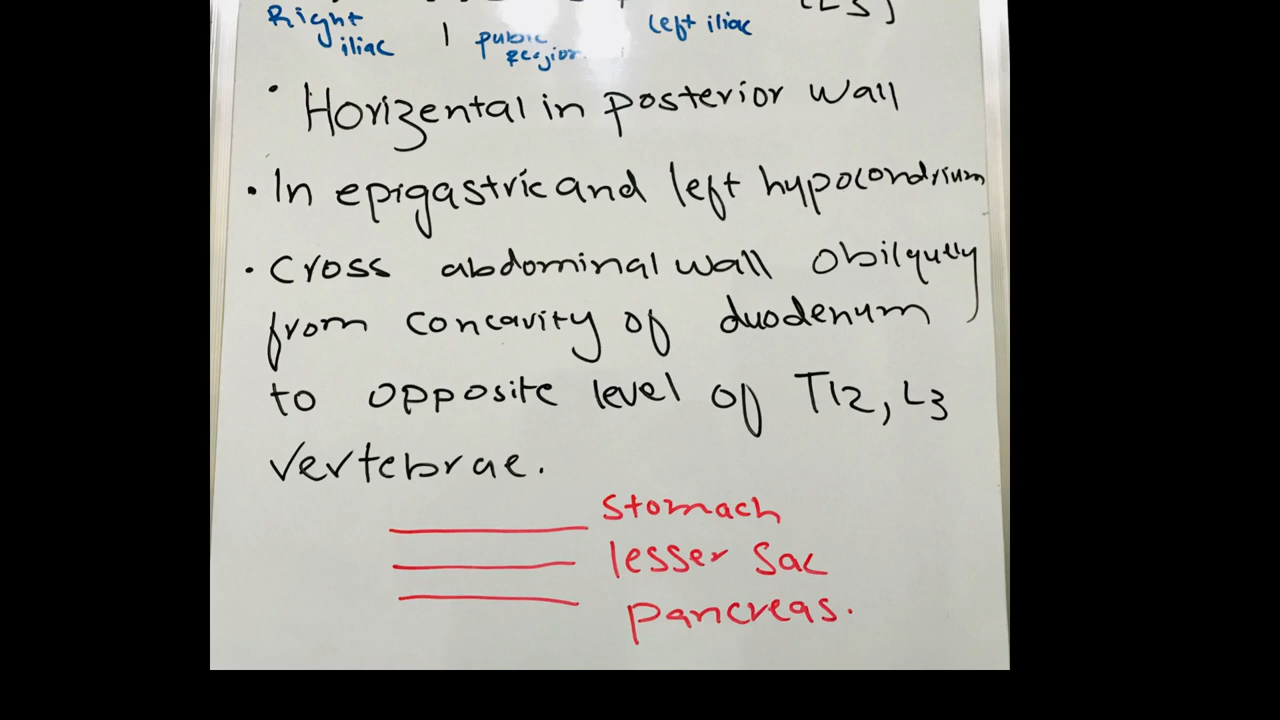 Right
iliac
pubic
Region
Left iliac
• Horizental in posterior wall
• In epigastric and left hypocondrium
• Cross abdominal wall Obilqutly
from concavity of duodenum
to opposite level of T12, L3
vertebrae.
Stomach
lesser Sac
pancreas.